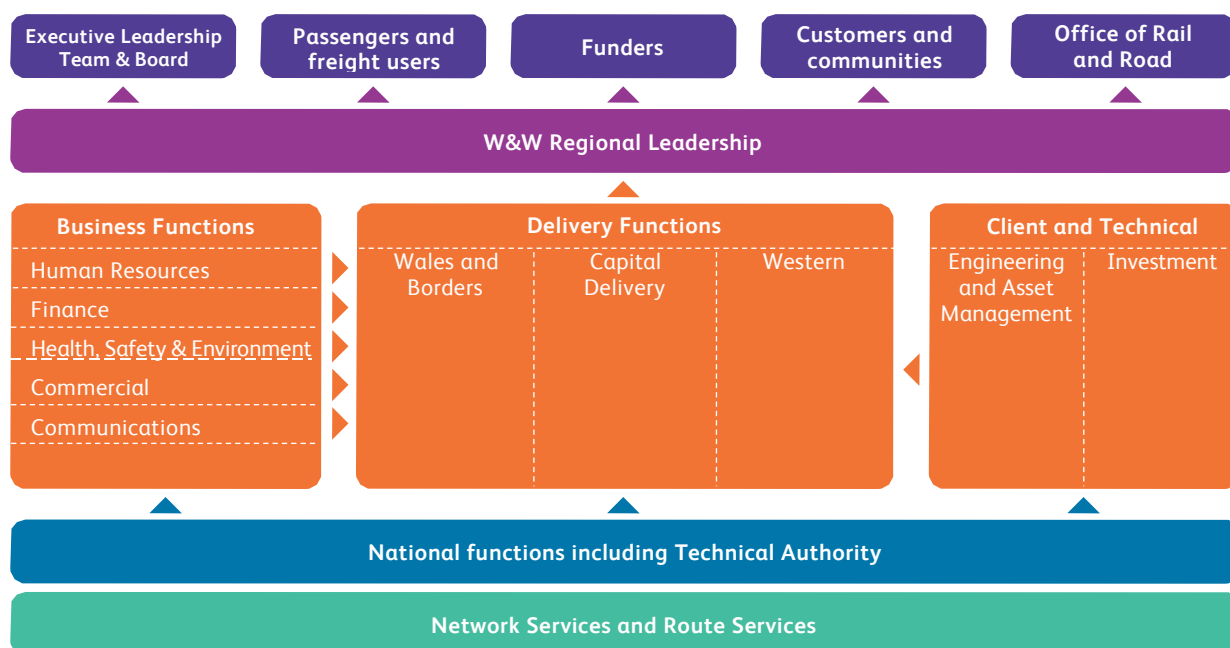 Executive Leadership
Team & Board
Passengers and
freight users
Funders
Customers and
communities
Office of Rail
and Road
W&W Regional Leadership
Business Functions
Human Resources
Finance
Health, Safety & Environment
Commercial
Communications
Delivery Functions
Wales and
Borders
Capital
Delivery
Western
Client and Technical
Engineering
and Asset
Management
Investment
National functions including Technical Authority
Network Services and Route Services